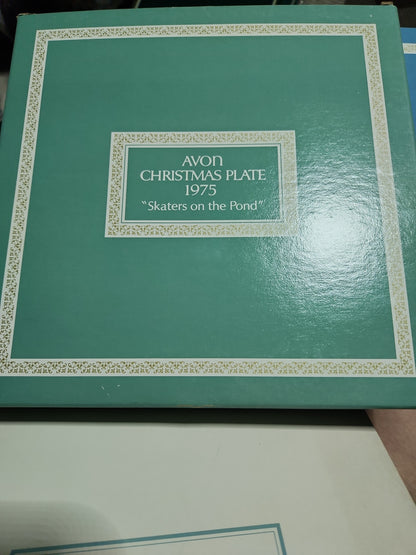 AVON
CHRISTMAS PLATE
1975
"Skaters on the Pond"